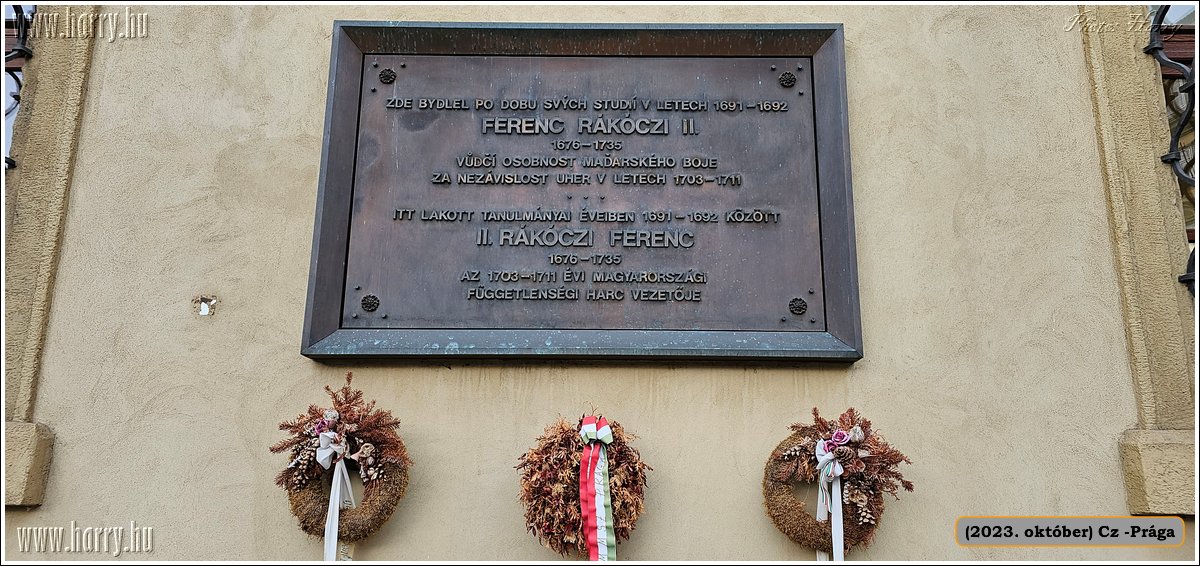 www.harry.hu
Photo Harry
ZDE BYDLEL PO DOBU SVÝCH STUDIÍ V LETECH 1691-1692
FERENC RÁKÓCZI II.
1676-1735
VŮDČÍ OSOBNOST MAĎARSKÉHO BOJE
ZA NEZÁVISLOST UHER V LETECH 1703-1711
. . .
ITT LAKOTT TANULMÁNYAI ÉVEIBEN 1691-1692 KÖZÖTT
II. RÁKÓCZI FERENC
1676-1735
AZ 1703-1711 ÉVI MAGYARORSZÁGI
FÜGGETLENSÉGI HARC VEZETŐJE
www.harry.hu
(2023. október) Cz -Prága